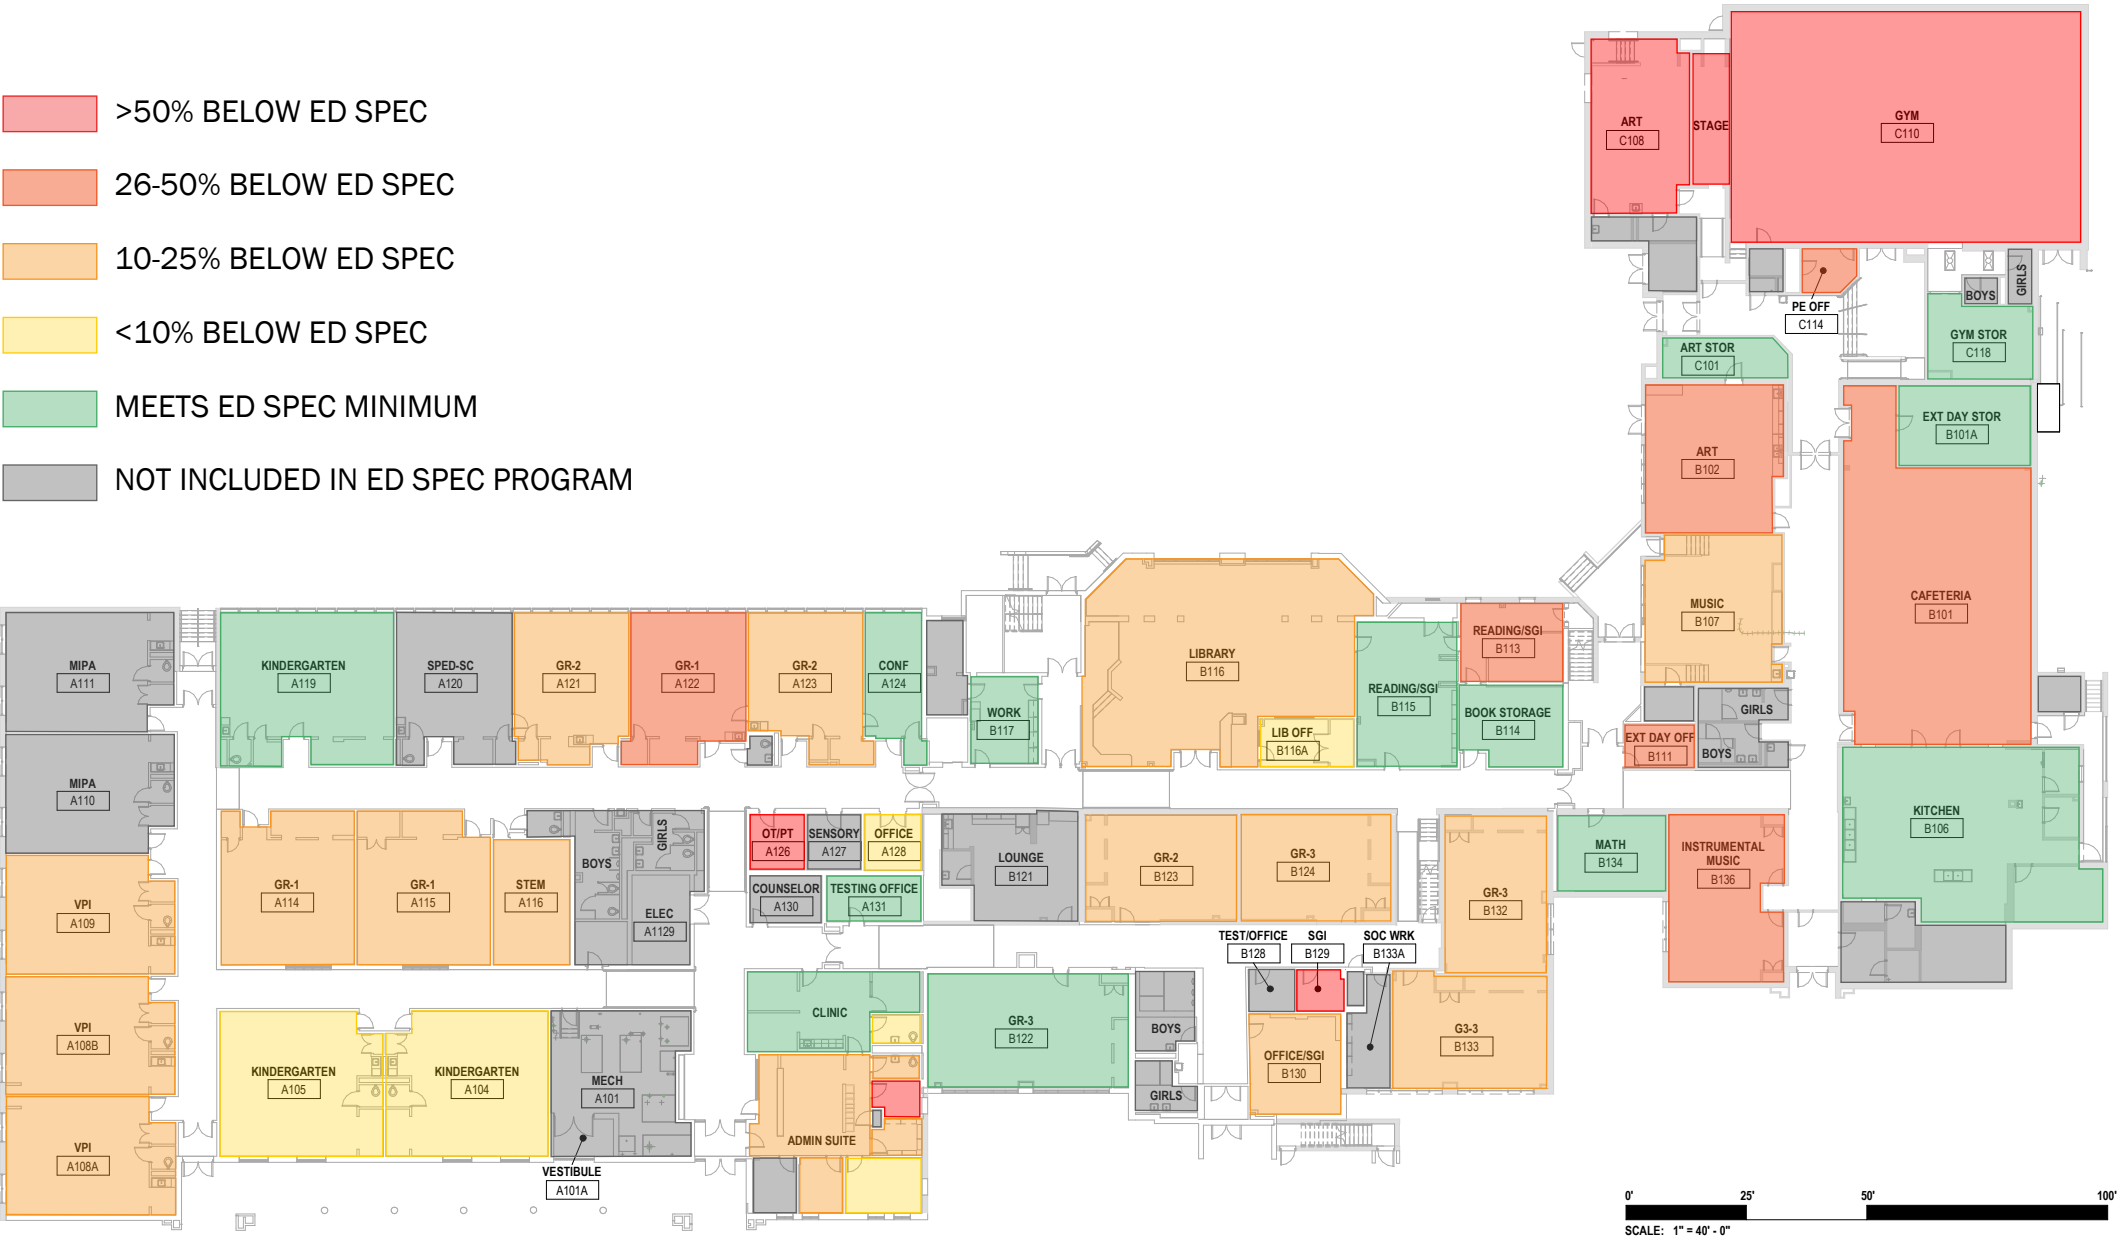 >50% BELOW ED SPEC
26-50% BELOW ED SPEC
10-25% BELOW ED SPEC
<10% BELOW ED SPEC
MEETS ED SPEC MINIMUM
NOT INCLUDED IN ED SPEC PROGRAM
ART
C108
STAGE
GYM
C110
PE OFF
C114
BOYS
GIRLS
GYM STOR
C118
ART STOR
C101
EXT DAY STOR
B101A
ART
B102
CAFETERIA
B101
MUSIC
B107
GIRLS
BOYS
EXT DAY OFF
B111
KITCHEN
B106
MIPA
A111
KINDERGARTEN
A119
SPED-SC
A120
GR-2
A121
GR-1
A122
GR-2
A123
CONF
A124
WORK
B117
LIBRARY
B116
LIB OFF
B116A
READING/SGI
B115
READING/SGI
B113
BOOK STORAGE
B114
MIPA
A110
VPI
A109
GR-1
A114
GR-1
A115
STEM
A116
BOYS
GIRLS
ELEC
A1129
OT/PT
A126
SENSORY
A127
OFFICE
A128
COUNSELOR
A130
TESTING OFFICE
A131
LOUNGE
B121
GR-2
B123
GR-3
B124
GR-3
B132
MATH
B134
INSTRUMENTAL
MUSIC
B136
TEST/OFFICE
B128
SGI
B129
SOC WRK
B133A
VPI
A108B
KINDERGARTEN
A105
KINDERGARTEN
A104
MECH
A101
CLINIC
GR-3
B122
BOYS
GIRLS
OFFICE/SGI
B130
G3-3
B133
VPI
A108A
VESTIBULE
A101A
ADMIN SUITE
0' 25' 50' 100'
SCALE: 1" = 40' - 0"